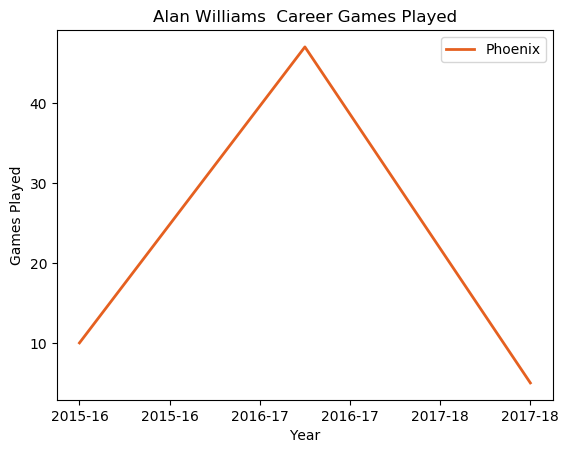 Alan Williams  Career Games Played
Phoenix
Games Played
40
30
20
10
2015-16 2015-16 2016-17 2016-17 2017-18 2017-18
Year